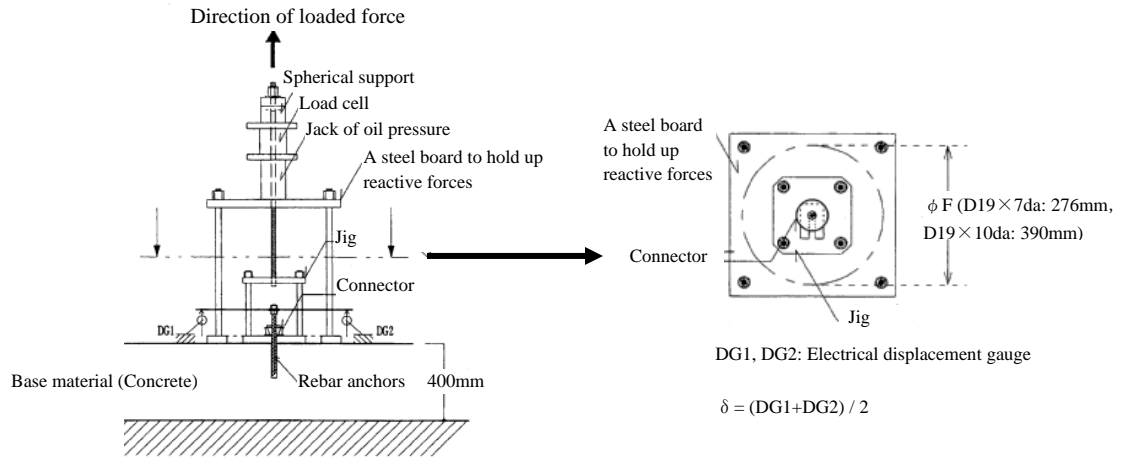 Direction of loaded force
Spherical support
Load cell
Jack of oil pressure
A steel board to hold up
reactive forces
Jig
Connector
DG1
DG2
Base material (Concrete)
Rebar anchors
400mm
A steel board
to hold up
reactive forces
φF (D19×7da: 276mm,
D19×10da: 390mm)
Connector
Jig
DG1, DG2: Electrical displacement gauge
δ = (DG1+DG2) / 2